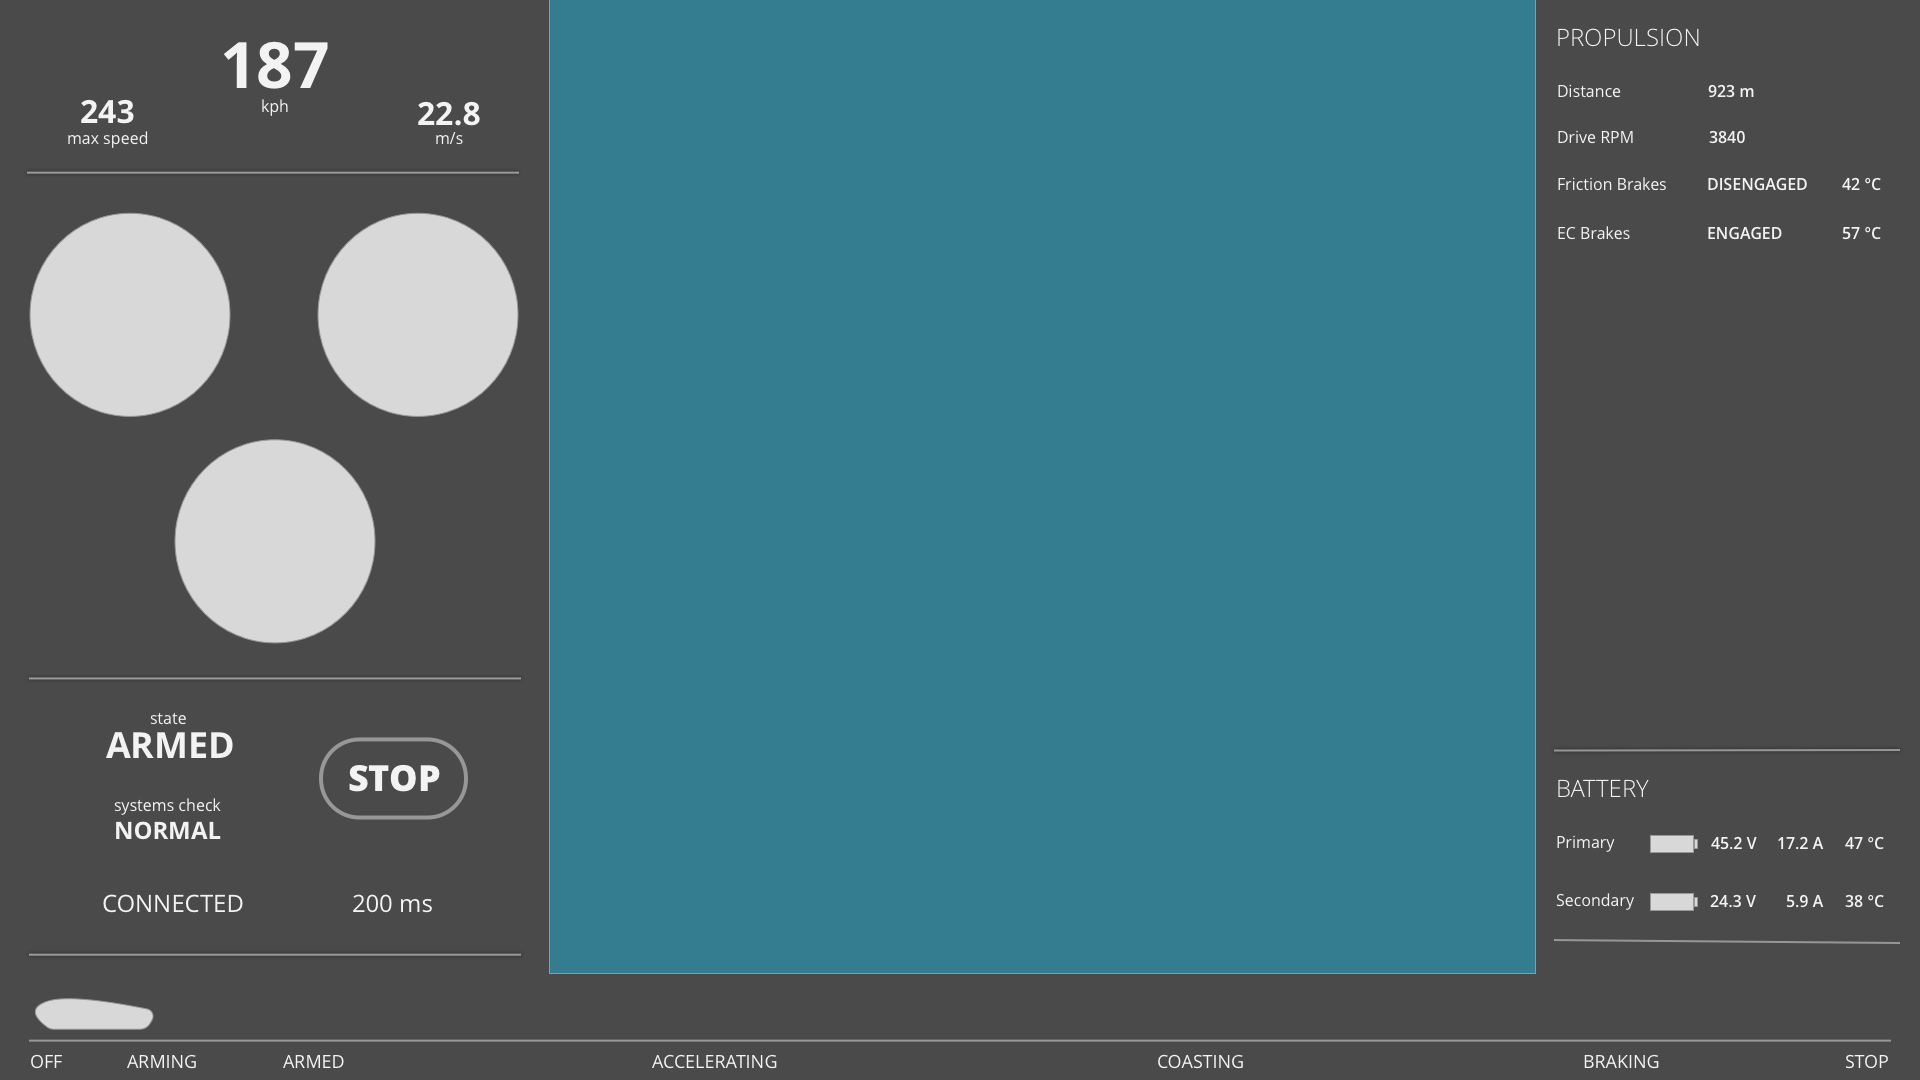 187
kph
243
max speed
22.8
m/s
state
ARMED
systems check
NORMAL
STOP
CONNECTED 200 ms
PROPULSION
Distance 923 m
Drive RPM 3840
Friction Brakes DISENGAGED 42 °C
EC Brakes ENGAGED 57 °C
BATTERY
Primary 45.2 V 17.2 A 47 °C
Secondary 24.3 V 5.9 A 38 °C
OFF ARMING ARMED ACCELERATING COASTING BRAKING STOP